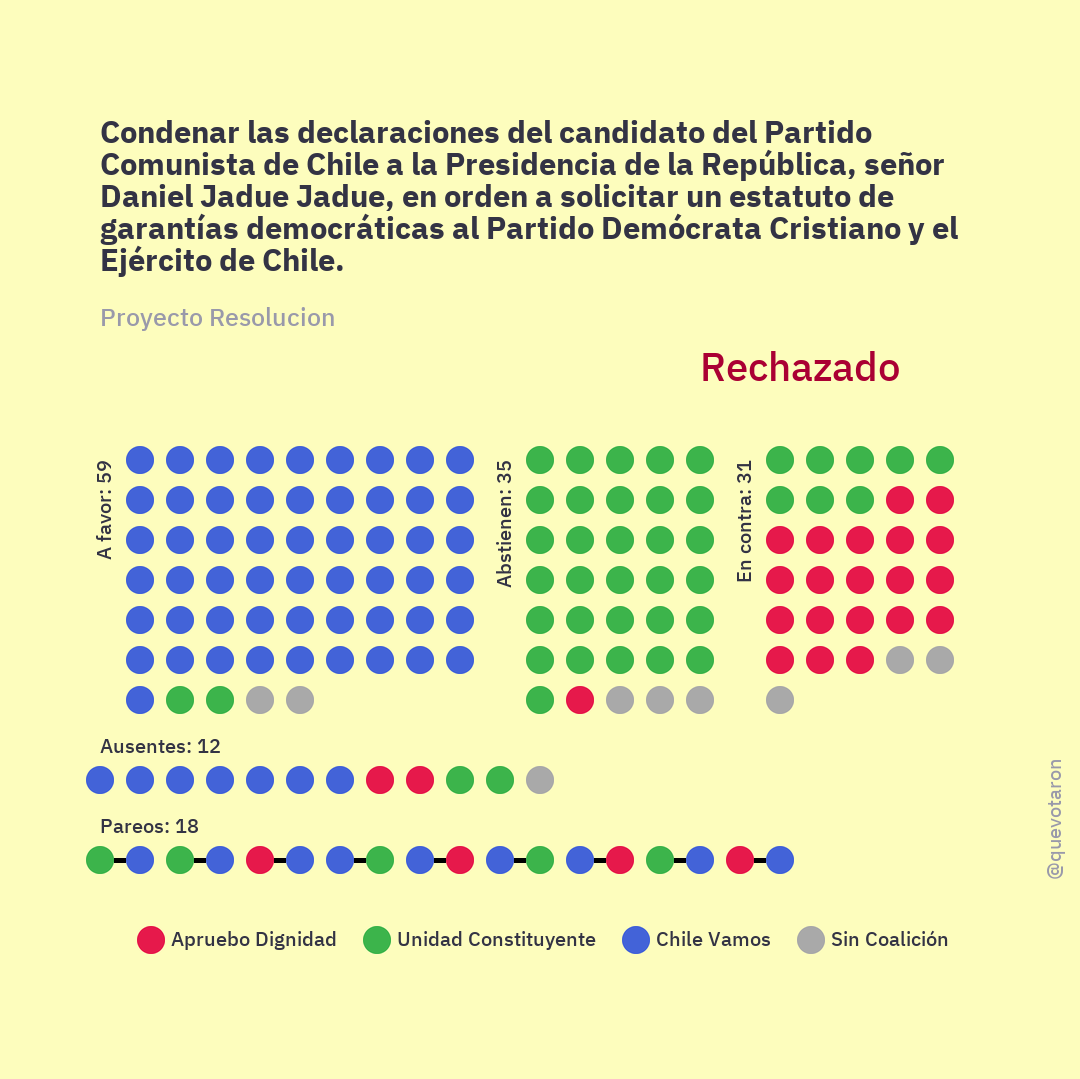 Condenar las declaraciones del candidato del Partido
Comunista de Chile a la Presidencia de la República, señor
Daniel Jadue Jadue, en orden a solicitar un estatuto de
garantías democráticas al Partido Demócrata Cristiano y el
Ejército de Chile.
Proyecto Resolucion
Rechazado
A favor: 59
Abstienen: 35
En contra: 31
Ausentes: 12
Pareos: 18
@quevotaron
Apruebo Dignidad
Unidad Constituyente
Chile Vamos
Sin Coalición